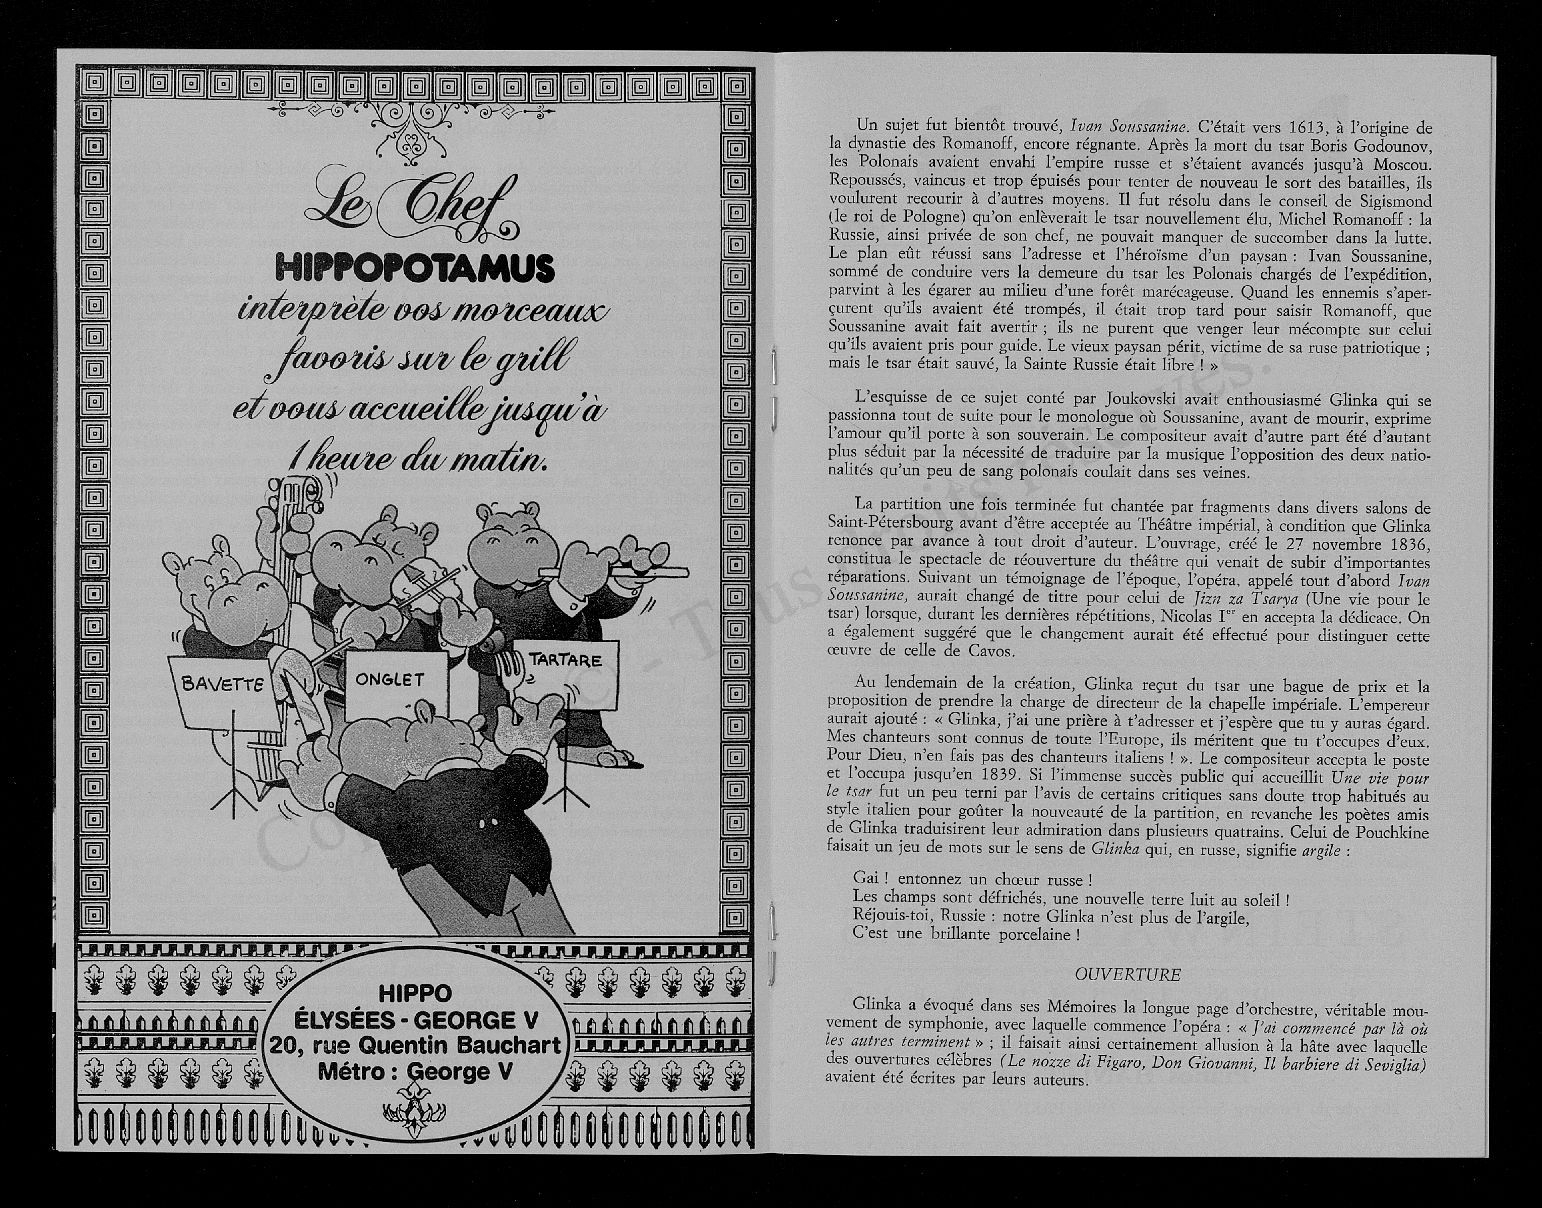 Le Chef
HIPPOPOTAMUS
interprète vos morceaux
favoris sur le grill
et vous accueille jusqu'à
1 heure du matin.
BAVETTE
ONGLET
TARTARE
HIPPO
ÉLYSÉES - GEORGE V
20, rue Quentin Bauchart
Métro : George V
Un sujet fut bientôt trouvé, Ivan Soussanine. C'était vers 1613, à l'origine de
la dynastie des Romanoff, encore régnante. Après la mort du tsar Boris Godounov,
les Polonais avaient envahi l'empire russe et s'étaient avancés jusqu'à Moscou.
Repoussés, vaincus et trop épuisés pour tenter de nouveau le sort des batailles, ils
voulurent recourir à d'autres moyens. Il fut résolu dans le conseil de Sigismond
(le roi de Pologne) qu'on enlèverait le tsar nouvellement élu, Michel Romanoff : la
Russie, ainsi privée de son chef, ne pouvait manquer de succomber dans la lutte.
Le plan eût réussi sans l'adresse et l'héroïsme d'un paysan : Ivan Soussanine,
sommé de conduire vers la demeure du tsar les Polonais chargés de l'expédition,
parvint à les égarer au milieu d'une forêt marécageuse. Quand les ennemis s'aper-
çurent qu'ils avaient été trompés, il était trop tard pour saisir Romanoff, que
Soussanine avait fait avertir ; ils ne purent que venger leur mécompte sur celui
qu'ils avaient pris pour guide. Le vieux paysan périt, victime de sa ruse patriotique ;
mais le tsar était sauvé, la Sainte Russie était libre ! »
L'esquisse de ce sujet conté par Joukovski avait enthousiasmé Glinka qui se
passionna tout de suite pour le monologue où Soussanine, avant de mourir, exprime
l'amour qu'il porte à son souverain. Le compositeur avait d'autre part été d'autant
plus séduit par la nécessité de traduire par la musique l'opposition des deux natio-
nalités qu'un peu de sang polonais coulait dans ses veines.
La partition une fois terminée fut chantée par fragments dans divers salons de
Saint-Pétersbourg avant d'être acceptée au Théâtre impérial, à condition que Glinka
renonce par avance à tout droit d'auteur. L'ouvrage, créé le 27 novembre 1836,
constitua le spectacle de réouverture du théâtre qui venait de subir d'importantes
réparations. Suivant un témoignage de l'époque, l'opéra, appelé tout d'abord Ivan
Soussanine, aurait changé de titre pour celui de Jizn za Tsarya (Une vie pour le
tsar) lorsque, durant les dernières répétitions, Nicolas Ier en accepta la dédicace. On
a également suggéré que le changement aurait été effectué pour distinguer cette
œuvre de celle de Cavos.
Au lendemain de la création, Glinka reçut du tsar une bague de prix et la
proposition de prendre la charge de directeur de la chapelle impériale. L'empereur
aurait ajouté : « Glinka, j'ai une prière à t'adresser et j'espère que tu y auras égard.
Mes chanteurs sont connus de toute l'Europe, ils méritent que tu t'occupes d'eux.
Pour Dieu, n'en fais pas des chanteurs italiens ! ». Le compositeur accepta le poste
et l'occupa jusqu'en 1839. Si l'immense succès public qui accueillit Une vie pour
le tsar fut un peu terni par l'avis de certains critiques sans doute trop habitués au
style italien pour goûter la nouveauté de la partition, en revanche les poètes amis
de Glinka traduisirent leur admiration dans plusieurs quatrains. Celui de Pouchkine
faisait un jeu de mots sur le sens de Glinka qui, en russe, signifie argile :
Gai ! entonnez un chœur russe !
Les champs sont défrichés, une nouvelle terre luit au soleil !
Réjouis-toi, Russie : notre Glinka n'est plus de l'argile,
C'est une brillante porcelaine !
OUVERTURE
Glinka a évoqué dans ses Mémoires la longue page d'orchestre, véritable mou-
vement de symphonie, avec laquelle commence l'opéra : « J'ai commencé par là où
les autres terminent » ; il faisait ainsi certainement allusion à la hâte avec laquelle
des ouvertures célèbres (Le nozze di Figaro, Don Giovanni, Il barbiere di Seviglia)
avaient été écrites par leurs auteurs.